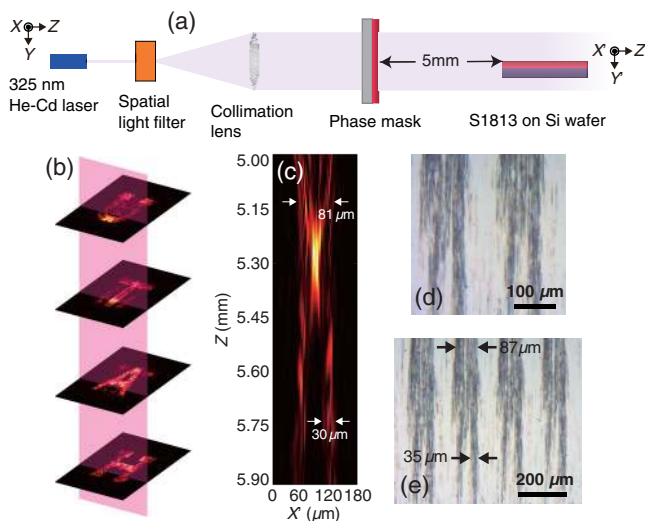 (a)
X Z
Y
325 nm
He-Cd laser
Spatial
light filter
Collimation
lens
Phase mask
5mm
X' Z
Y'
S1813 on Si wafer
(b)
(c)
5.00
5.15
5.30
5.45
5.60
5.75
5.90
Z (mm)
81 µm
30 µm
0 60 120 180
X' (µm)
(d)
100 µm
87µm
35 µm
(e)
200 µm
A
H